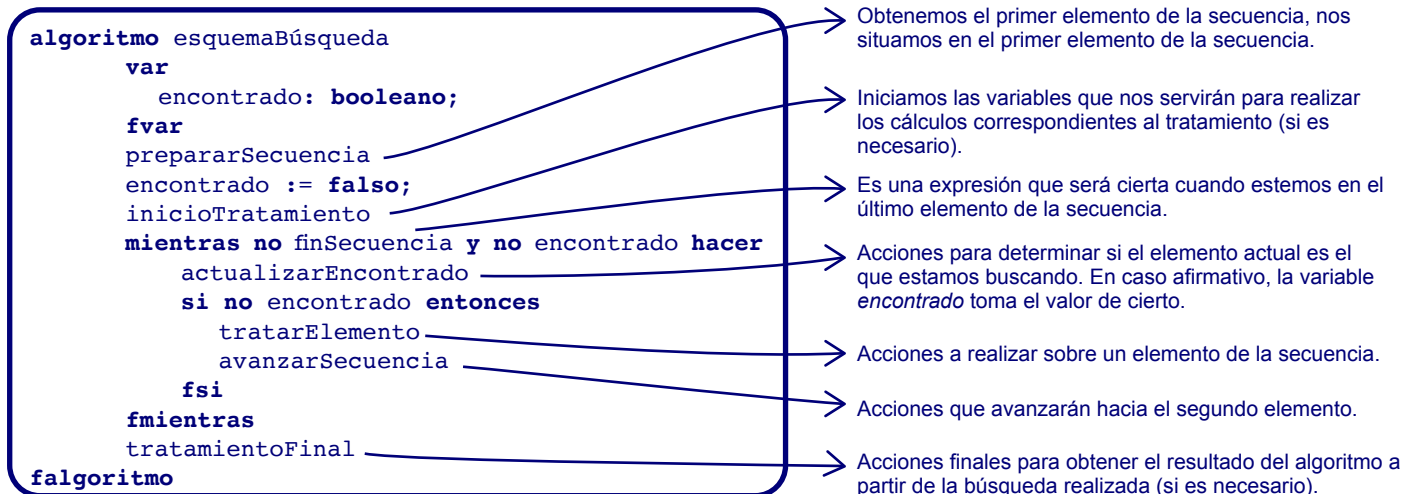 algoritmo esquemaBúsqueda
var
encontrado: booleano;
fvar
prepararSecuencia
encontrado := falso;
inicioTratamiento
mientras no finSecuencia y no encontrado hacer
actualizarEncontrado
si no encontrado entonces
tratarElemento
avanzarSecuencia
fsi
fmientras
tratamientoFinal
falgoritmo
Obtenemos el primer elemento de la secuencia, nos
situamos en el primer elemento de la secuencia.
Iniciamos las variables que nos servirán para realizar
los cálculos correspondientes al tratamiento (si es
necesario).
Es una expresión que será cierta cuando estemos en el
último elemento de la secuencia.
Acciones para determinar si el elemento actual es el
que estamos buscando. En caso afirmativo, la variable
encontrado toma el valor de cierto.
Acciones a realizar sobre un elemento de la secuencia.
Acciones que avanzarán hacia el segundo elemento.
Acciones finales para obtener el resultado del algoritmo a
partir de la búsqueda realizada (si es necesario).